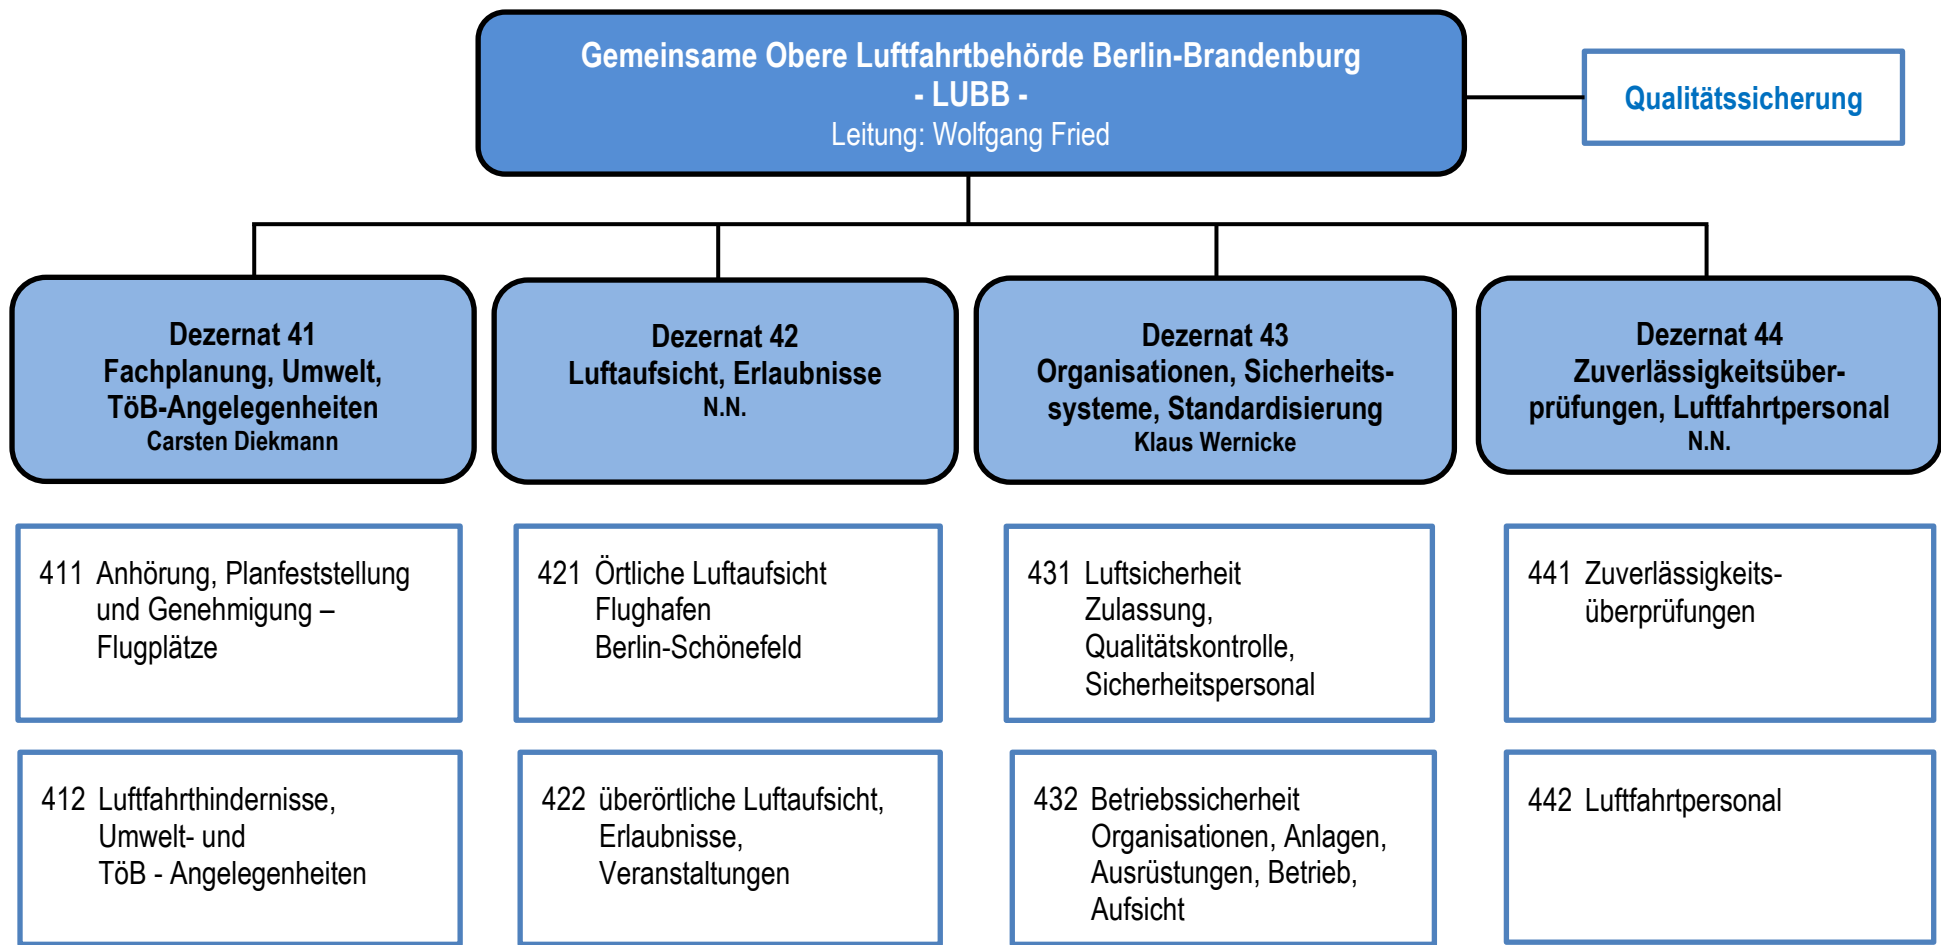 Gemeinsame Obere Luftfahrtbehörde Berlin-Brandenburg
- LUBB -
Leitung: Wolfgang Fried
Qualitätssicherung
Dezernat 41
Fachplanung, Umwelt,
TöB-Angelegenheiten
Carsten Diekmann
Dezernat 42
Luftaufsicht, Erlaubnisse
N.N.
Dezernat 43
Organisationen, Sicherheits-
systeme, Standardisierung
Klaus Wernicke
Dezernat 44
Zuverlässigkeitsüber-
prüfungen, Luftfahrtpersonal
N.N.
411 Anhörung, Planfeststellung
und Genehmigung –
Flugplätze
421 Örtliche Luftaufsicht
Flughafen
Berlin-Schönefeld
431 Luftsicherheit
Zulassung,
Qualitätskontrolle,
Sicherheitspersonal
441 Zuverlässigkeits-
überprüfungen
412 Luftfahrthindernisse,
Umwelt- und
TöB - Angelegenheiten
422 überörtliche Luftaufsicht,
Erlaubnisse,
Veranstaltungen
432 Betriebssicherheit
Organisationen, Anlagen,
Ausrüstungen, Betrieb,
Aufsicht
442 Luftfahrtpersonal